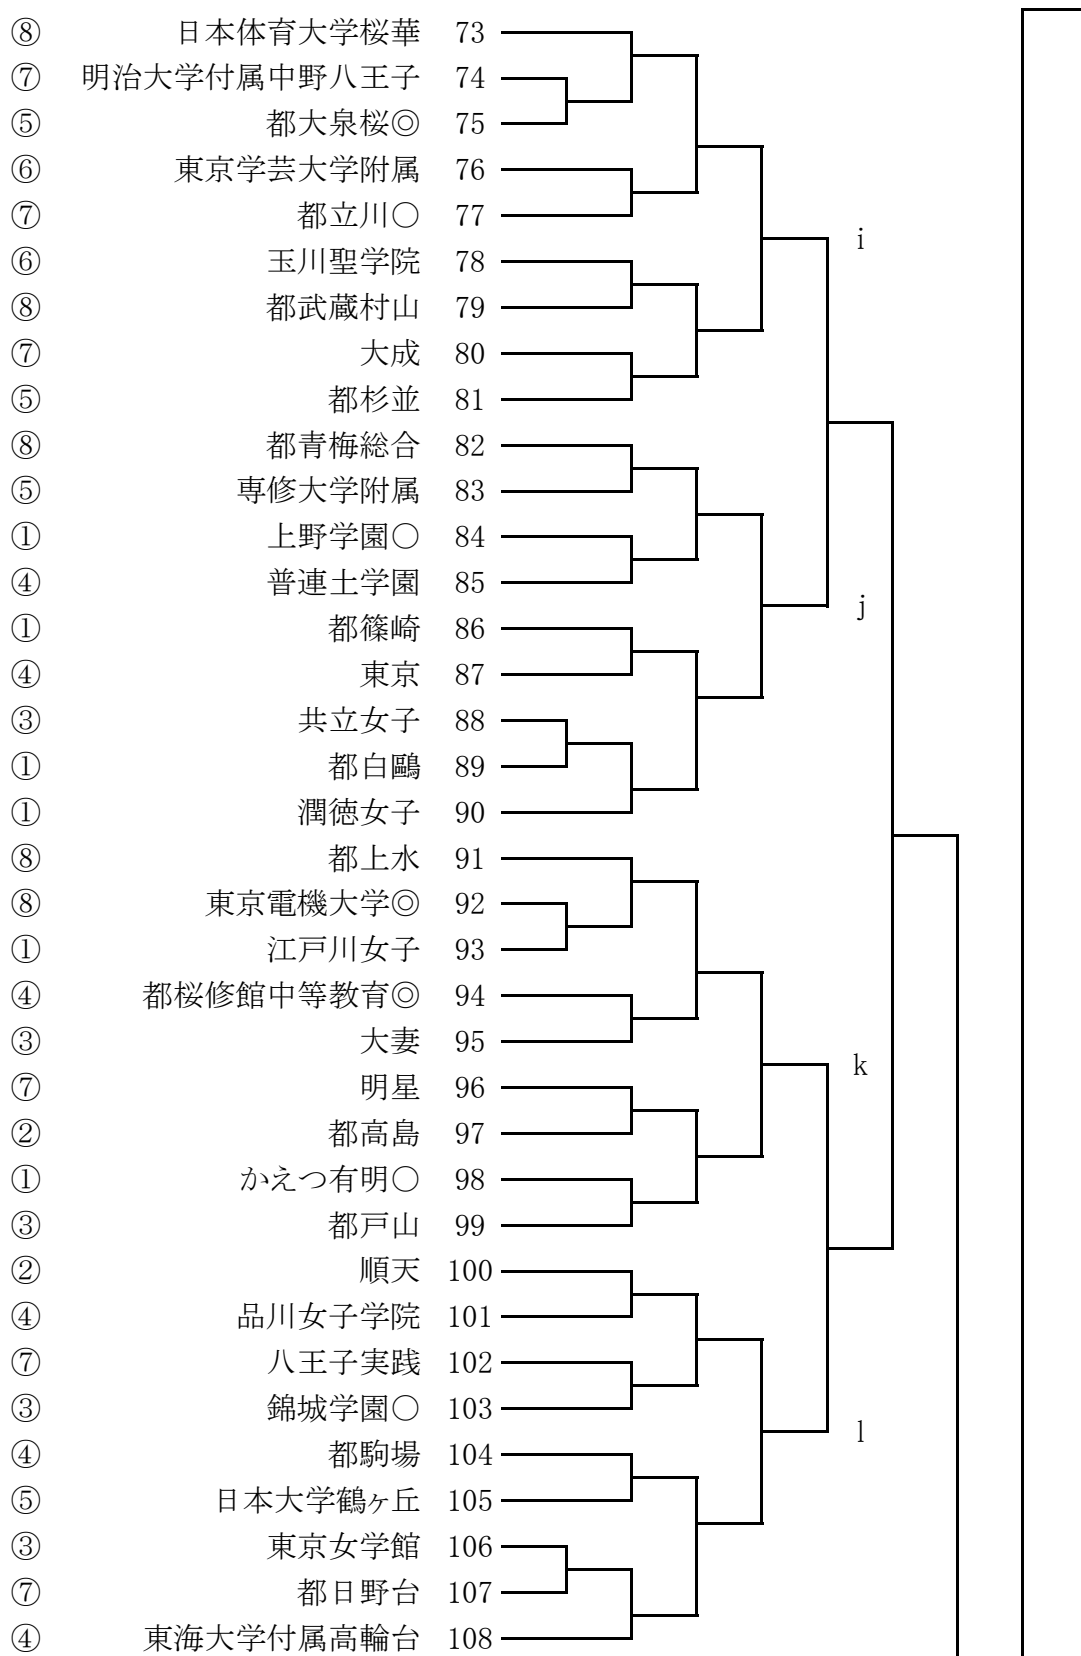 ⑧ 日本体育大学桜華 73
⑦ 明治大学付属中野八王子 74
⑤ 都大泉桜◎ 75
⑥ 東京学芸大学附属 76
⑦ 都立川○ 77
i
⑥ 玉川聖学院 78
⑧ 都武蔵村山 79
⑦ 大成 80
⑤ 都杉並 81
⑧ 都青梅総合 82
⑤ 専修大学附属 83
① 上野学園○ 84
④ 普連土学園 85
j
① 都篠崎 86
④ 東京 87
③ 共立女子 88
① 都白鷗 89
① 潤徳女子 90
⑧ 都上水 91
⑧ 東京電機大学◎ 92
① 江戸川女子 93
④ 都桜修館中等教育◎ 94
③ 大妻 95
k
⑦ 明星 96
② 都高島 97
① かえつ有明○ 98
③ 都戸山 99
② 順天 100
④ 品川女子学院 101
⑦ 八王子実践 102
③ 錦城学園○ 103
l
④ 都駒場 104
⑤ 日本大学鶴ヶ丘 105
③ 東京女学館 106
⑦ 都日野台 107
④ 東海大学付属高輪台 108